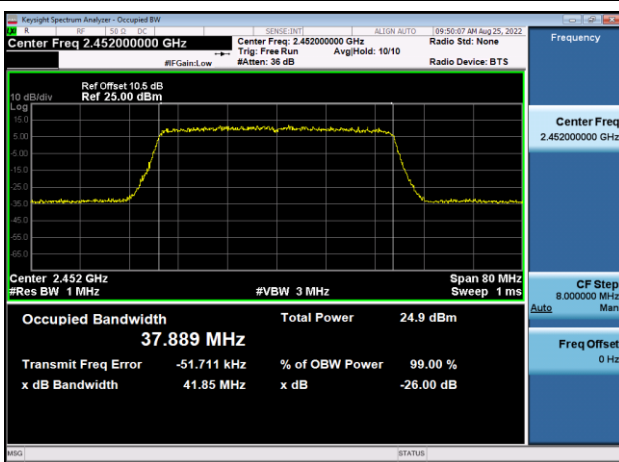 Keysight Spectrum Analyzer - Occupied BW
R RF 50 Ω DC SENSE:INT ALIGN AUTO 09:50:07 AM Aug 25, 2022
Center Freq 2.452000000 GHz Center Freq: 2.452000000 GHz Radio Std: None Frequency
Trig: Free Run Avg|Hold: 10/10
#IFGain:Low #Atten: 36 dB Radio Device: BTS
Ref Offset 10.5 dB
10 dB/div Ref 25.00 dBm
Log
15.0
5.00
-5.00
-15.0
-25.0
-35.0
-45.0
-55.0
-65.0
Center Freq
2.452000000 GHz
Center 2.452 GHz Span 80 MHz
#Res BW 1 MHz #VBW 3 MHz Sweep 1 ms
CF Step
8.000000 MHz
Auto Man
Occupied Bandwidth Total Power 24.9 dBm
37.889 MHz
Transmit Freq Error -51.711 kHz % of OBW Power 99.00 %
x dB Bandwidth 41.85 MHz x dB -26.00 dB
Freq Offset
0 Hz
MSG STATUS